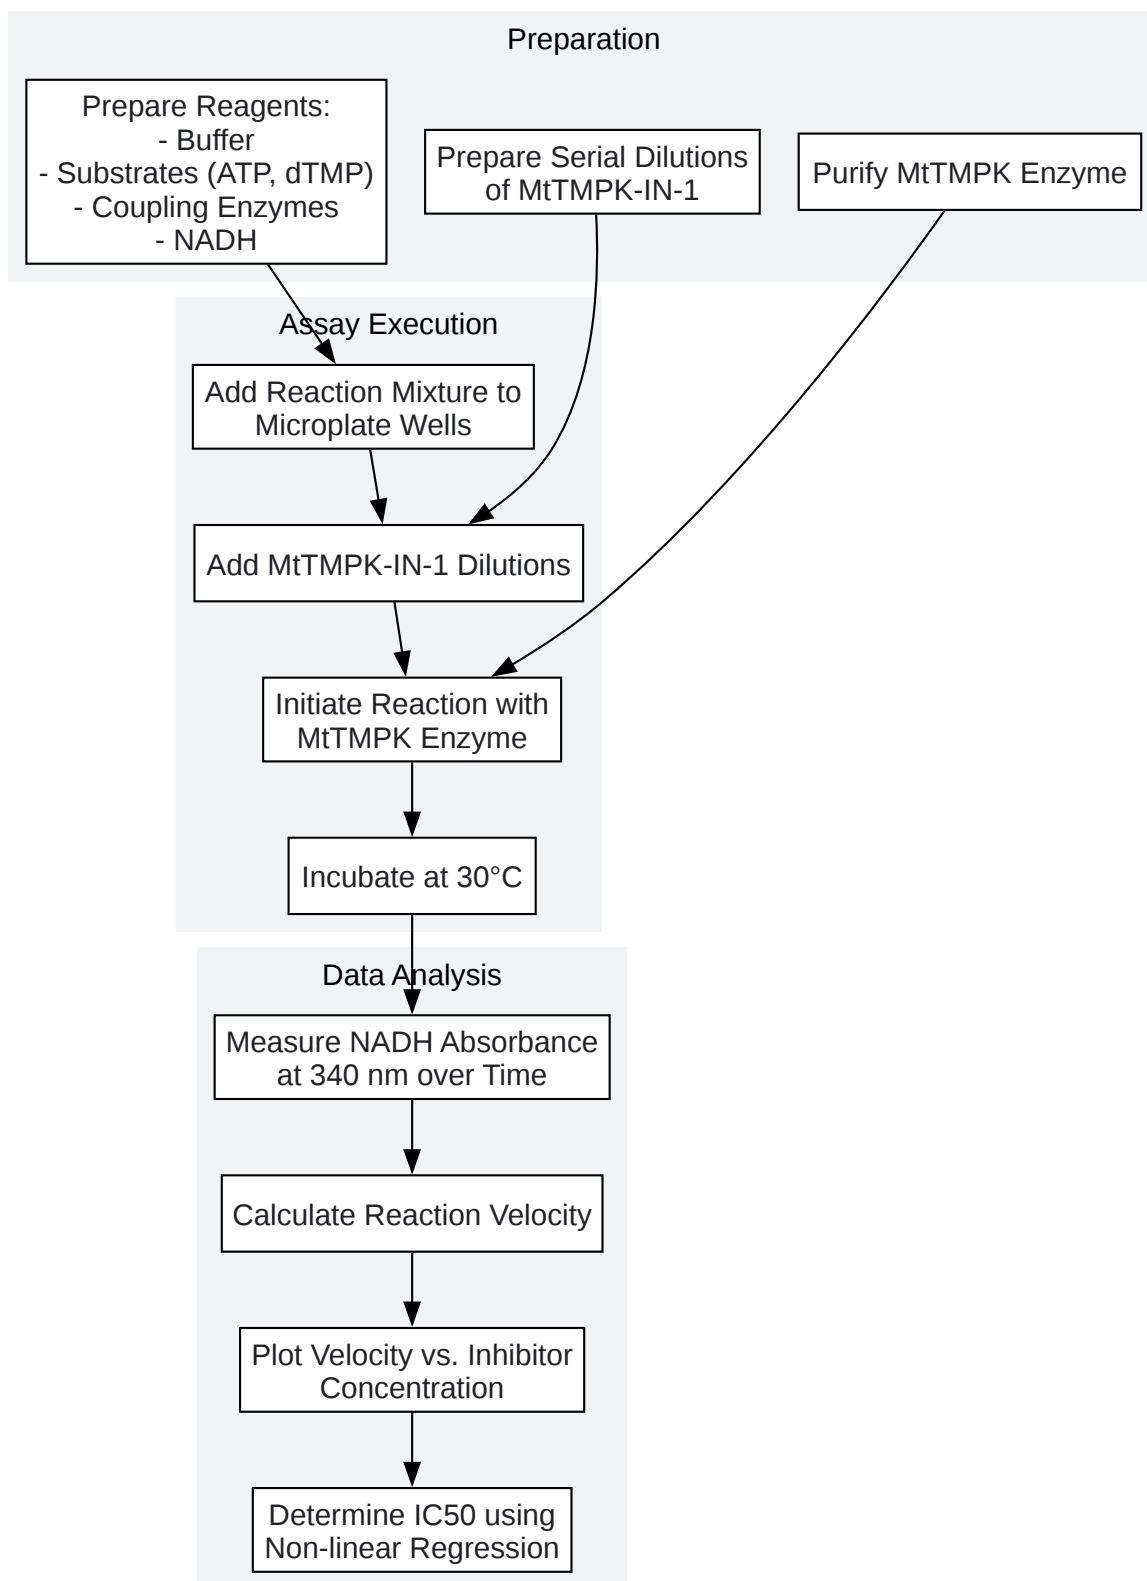 Preparation
Prepare Reagents:
- Buffer
- Substrates (ATP, dTMP)
- Coupling Enzymes
- NADH
Prepare Serial Dilutions
of MtTMPK-IN-1
Purify MtTMPK Enzyme
Assay Execution
Add Reaction Mixture to
Microplate Wells
Add MtTMPK-IN-1 Dilutions
Initiate Reaction with
MtTMPK Enzyme
Incubate at 30°C
Data Analysis
Measure NADH Absorbance
at 340 nm over Time
Calculate Reaction Velocity
Plot Velocity vs. Inhibitor
Concentration
Determine IC50 using
Non-linear Regression